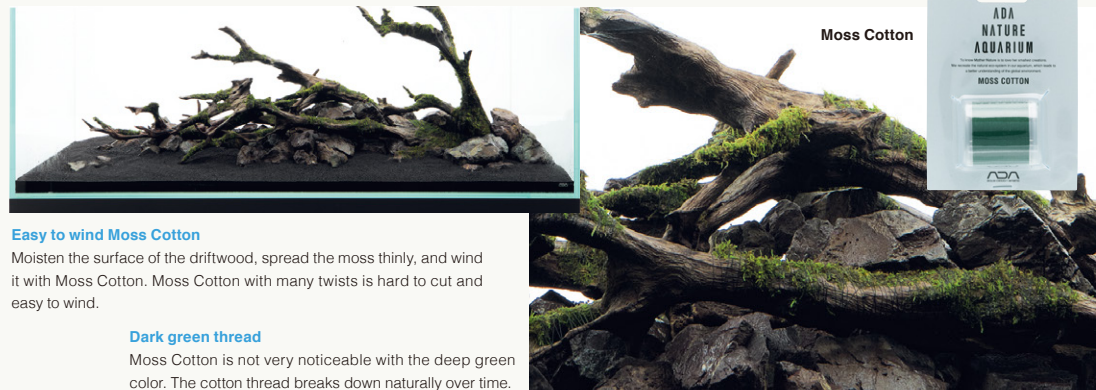 Moss Cotton
ADA
NATURE
AQUARIUM
MOSS COTTON
ADA
Easy to wind Moss Cotton
Moisten the surface of the driftwood, spread the moss thinly, and wind
it with Moss Cotton. Moss Cotton with many twists is hard to cut and
easy to wind.
Dark green thread
Moss Cotton is not very noticeable with the deep green
color. The cotton thread breaks down naturally over time.